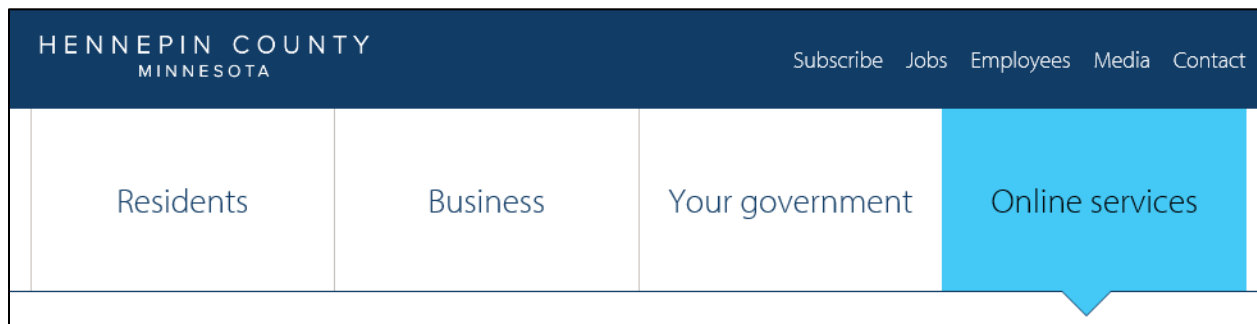 HENNEPIN COUNTY
MINNESOTA
Subscribe Jobs Employees Media Contact
Residents Business Your government Online services